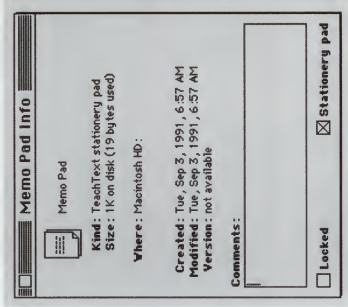 Memo Pad Info
Memo Pad
Kind: TeachText stationery pad
Size: 1K on disk (19 bytes used)
Where: Macintosh HD:
Created: Tue, Sep 3, 1991, 6:57 AM
Modified: Tue, Sep 3, 1991, 6:57 AM
Version: not available
Comments:
Locked Stationery pad